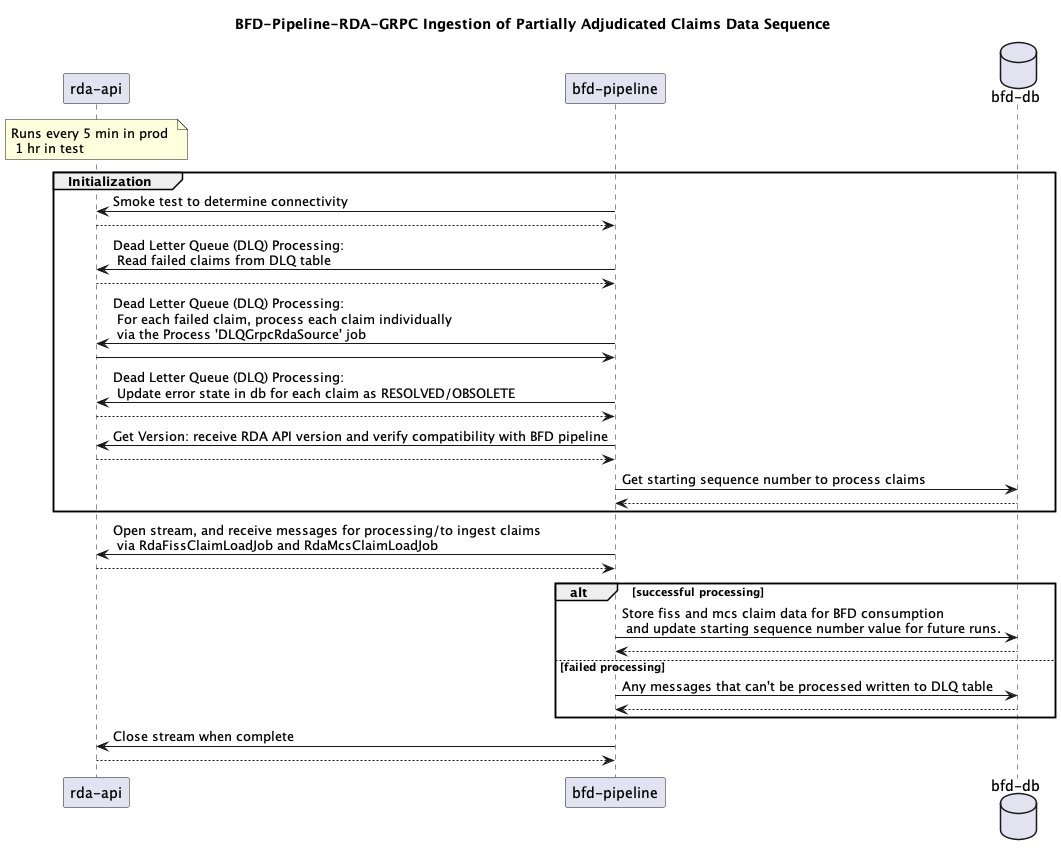 BFD-Pipeline-RDA-GRPC Ingestion of Partially Adjudicated Claims Data Sequence
rda-api
bfd-pipeline
bfd-db
Runs every 5 min in prod
1 hr in test
Initialization
Smoke test to determine connectivity
Dead Letter Queue (DLQ) Processing:
Read failed claims from DLQ table
Dead Letter Queue (DLQ) Processing:
For each failed claim, process each claim individually
via the Process 'DLQGrpcRdaSource' job
Dead Letter Queue (DLQ) Processing:
Update error state in db for each claim as RESOLVED/OBSOLETE
Get Version: receive RDA API version and verify compatibility with BFD pipeline
Get starting sequence number to process claims
Open stream, and receive messages for processing/to ingest claims
via RdaFissClaimLoadJob and RdaMcsClaimLoadJob
alt
[successful processing]
Store fiss and mcs claim data for BFD consumption
and update starting sequence number value for future runs.
[failed processing]
Any messages that can't be processed written to DLQ table
Close stream when complete
rda-api
bfd-pipeline
bfd-db